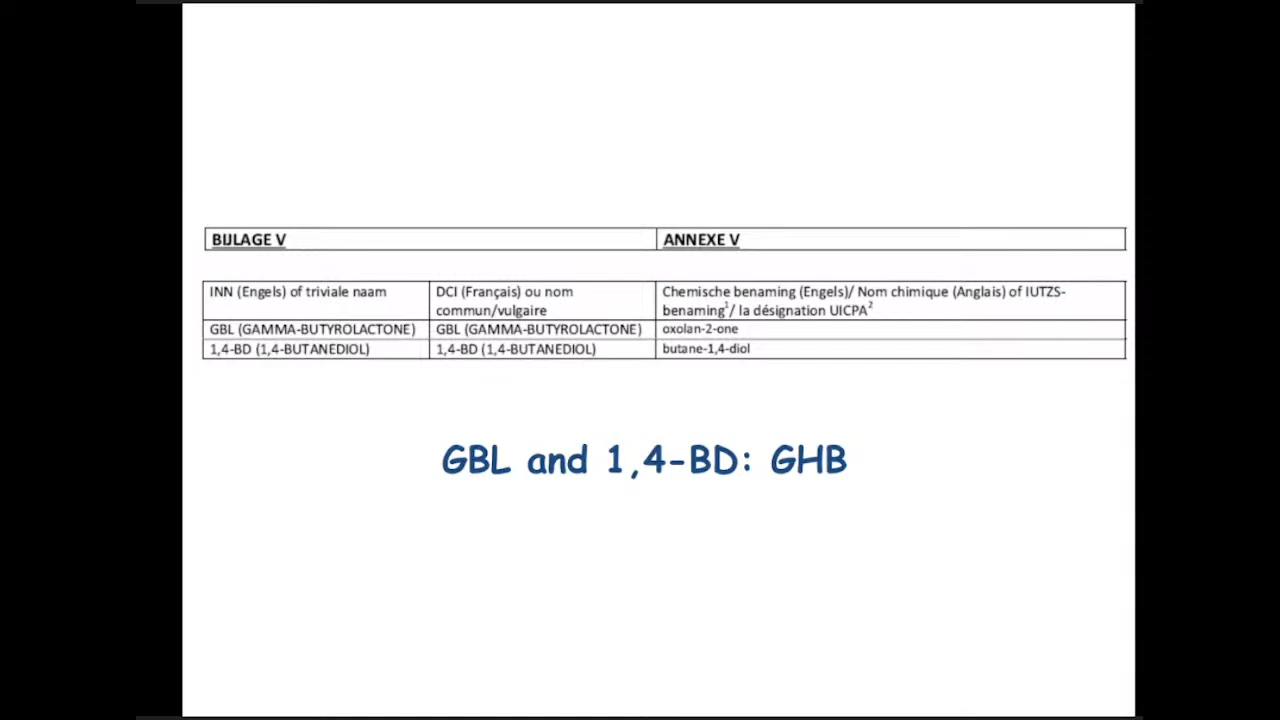 BIJLAGE V ANNEXE V
INN (Engels) of triviale naam DCI (Français) ou nom commun/vulgaire Chemische benaming (Engels)/ Nom chimique (Anglais) of IUTZS-benaming¹/ la désignation UICPA²
GBL (GAMMA-BUTYROLACTONE) GBL (GAMMA-BUTYROLACTONE) oxolan-2-one
1,4-BD (1,4-BUTANEDIOL) 1,4-BD (1,4-BUTANEDIOL) butane-1,4-diol
GBL and 1,4-BD: GHB